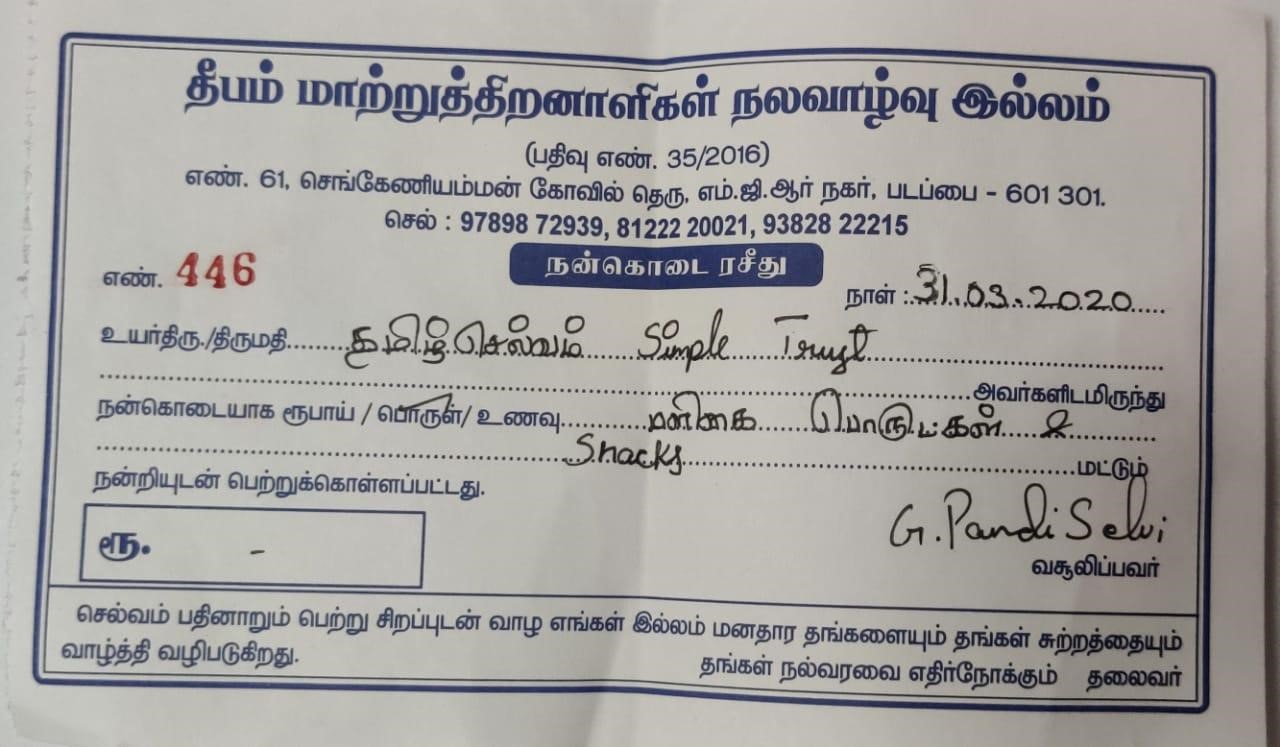 தீபம் மாற்றுத்திறனாளிகள் நலவாழ்வு இல்லம்
(பதிவு எண். 35/2016)
எண். 61, செங்கேணியம்மன் கோவில் தெரு, எம்.ஜி.ஆர் நகர், படப்பை - 601 301.
செல் : 97898 72939, 81222 20021, 93828 22215
நன்கொடை ரசீது
எண். 446
நாள் : 31.03.2020
உயர்திரு./திருமதி தமிழ்செல்வம் Simple Trust
அவர்களிடமிருந்து
நன்கொடையாக ரூபாய் / பொருள்/ உணவு மளிகை பொருட்கள் &
Snacks மட்டும்
நன்றியுடன் பெற்றுக்கொள்ளப்பட்டது.
G. Pandi Selvi
ரூ. -
வசூலிப்பவர்
செல்வம் பதினாறும் பெற்று சிறப்புடன் வாழ எங்கள் இல்லம் மனதார தங்களையும் தங்கள் சுற்றத்தையும்
வாழ்த்தி வழிபடுகிறது.
தங்கள் நல்வரவை எதிர்நோக்கும் தலைவர்